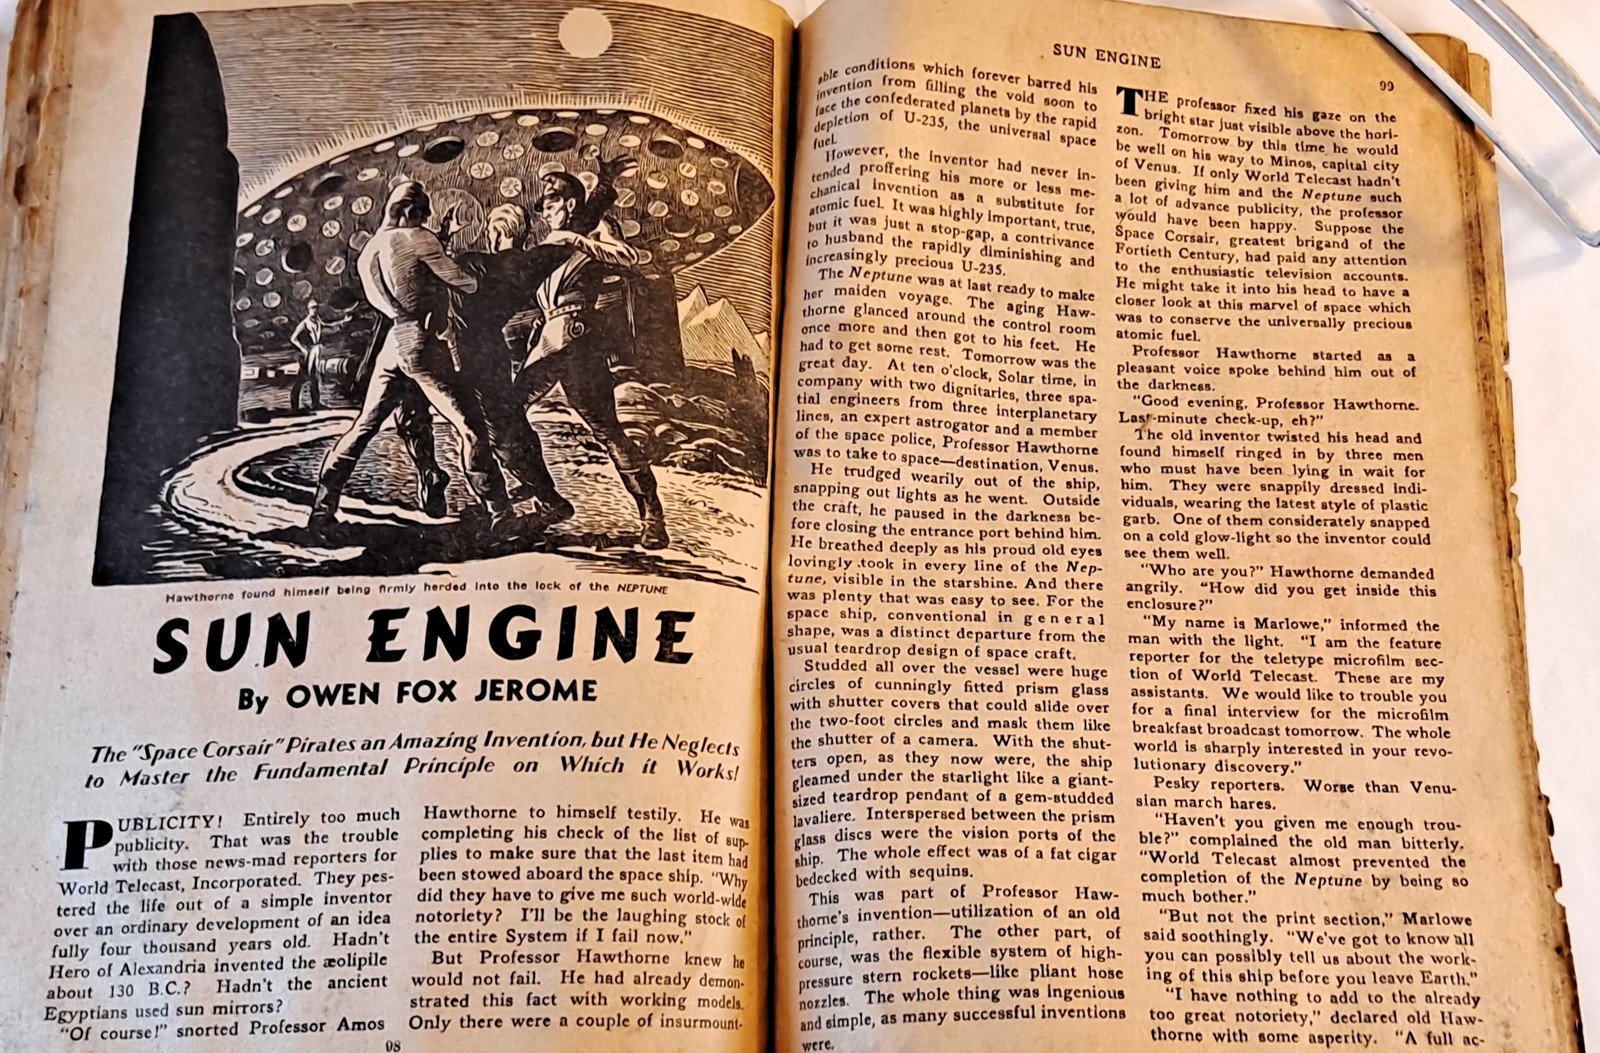 Hawthorne found himself being firmly herded into the lock of the NEPTUNE
SUN ENGINE
By OWEN FOX JEROME
The "Space Corsair" Pirates an Amazing Invention, but He Neglects
to Master the Fundamental Principle on Which it Works!
PUBLICITY! Entirely too much
publicity. That was the trouble
with those news-mad reporters for
World Telecast, Incorporated. They pes-
tered the life out of a simple inventor
over an ordinary development of an idea
fully four thousand years old. Hadn't
Hero of Alexandria invented the æolipile
about 130 B.C.? Hadn't the ancient
Egyptians used sun mirrors?
"Of course!" snorted Professor Amos
Hawthorne to himself testily. He was
completing his check of the list of sup-
plies to make sure that the last item had
been stowed aboard the space ship. "Why
did they have to give me such world-wide
notoriety? I'll be the laughing stock of
the entire System if I fail now."
But Professor Hawthorne knew he
would not fail. He had already demon-
strated this fact with working models.
Only there were a couple of insurmount-
98
SUN ENGINE
99
able conditions which forever barred his
invention from filling the void soon to
face the confederated planets by the rapid
depletion of U-235, the universal space
fuel.
However, the inventor had never in-
tended proffering his more or less me-
chanical invention as a substitute for
atomic fuel. It was highly important, true,
but it was just a stop-gap, a contrivance
to husband the rapidly diminishing and
increasingly precious U-235.
The Neptune was at last ready to make
her maiden voyage. The aging Haw-
thorne glanced around the control room
once more and then got to his feet. He
had to get some rest. Tomorrow was the
great day. At ten o'clock, Solar time, in
company with two dignitaries, three spa-
tial engineers from three interplanetary
lines, an expert astrogator and a member
of the space police, Professor Hawthorne
was to take to space—destination, Venus.
He trudged wearily out of the ship,
snapping out lights as he went. Outside
the craft, he paused in the darkness be-
fore closing the entrance port behind him.
He breathed deeply as his proud old eyes
lovingly took in every line of the Nep-
tune, visible in the starshine. And there
was plenty that was easy to see. For the
space ship, conventional in general
shape, was a distinct departure from the
usual teardrop design of space craft.
Studded all over the vessel were huge
circles of cunningly fitted prism glass
with shutter covers that could slide over
the two-foot circles and mask them like
the shutter of a camera. With the shut-
ters open, as they now were, the ship
gleamed under the starlight like a giant-
sized teardrop pendant of a gem-studded
lavaliere. Interspersed between the prism
glass discs were the vision ports of the
ship. The whole effect was of a fat cigar
bedecked with sequins.
This was part of Professor Haw-
thorne's invention—utilization of an old
principle, rather. The other part, of
course, was the flexible system of high-
pressure stern rockets—like pliant hose
nozzles. The whole thing was ingenious
and simple, as many successful inventions
were.
THE professor fixed his gaze on the
bright star just visible above the hori-
zon. Tomorrow by this time he would
be well on his way to Minos, capital city
of Venus. If only World Telecast hadn't
been giving him and the Neptune such
a lot of advance publicity, the professor
would have been happy. Suppose the
Space Corsair, greatest brigand of the
Fortieth Century, had paid any attention
to the enthusiastic television accounts.
He might take it into his head to have a
closer look at this marvel of space which
was to conserve the universally precious
atomic fuel.
Professor Hawthorne started as a
pleasant voice spoke behind him out of
the darkness.
"Good evening, Professor Hawthorne.
Last-minute check-up, eh?"
The old inventor twisted his head and
found himself ringed in by three men
who must have been lying in wait for
him. They were snappily dressed indi-
viduals, wearing the latest style of plastic
garb. One of them considerately snapped
on a cold glow-light so the inventor could
see them well.
"Who are you?" Hawthorne demanded
angrily. "How did you get inside this
enclosure?"
"My name is Marlowe," informed the
man with the light. "I am the feature
reporter for the teletype microfilm sec-
tion of World Telecast. These are my
assistants. We would like to trouble you
for a final interview for the microfilm
breakfast broadcast tomorrow. The whole
world is sharply interested in your revo-
lutionary discovery."
Pesky reporters. Worse than Venu-
sian march hares.
"Haven't you given me enough trou-
ble?" complained the old man bitterly.
"World Telecast almost prevented the
completion of the Neptune by being so
much bother."
"But not the print section," Marlowe
said soothingly. "We've got to know all
you can possibly tell us about the work-
ing of this ship before you leave Earth."
"I have nothing to add to the already
too great notoriety," declared old Haw-
thorne with some asperity. "A full ac-